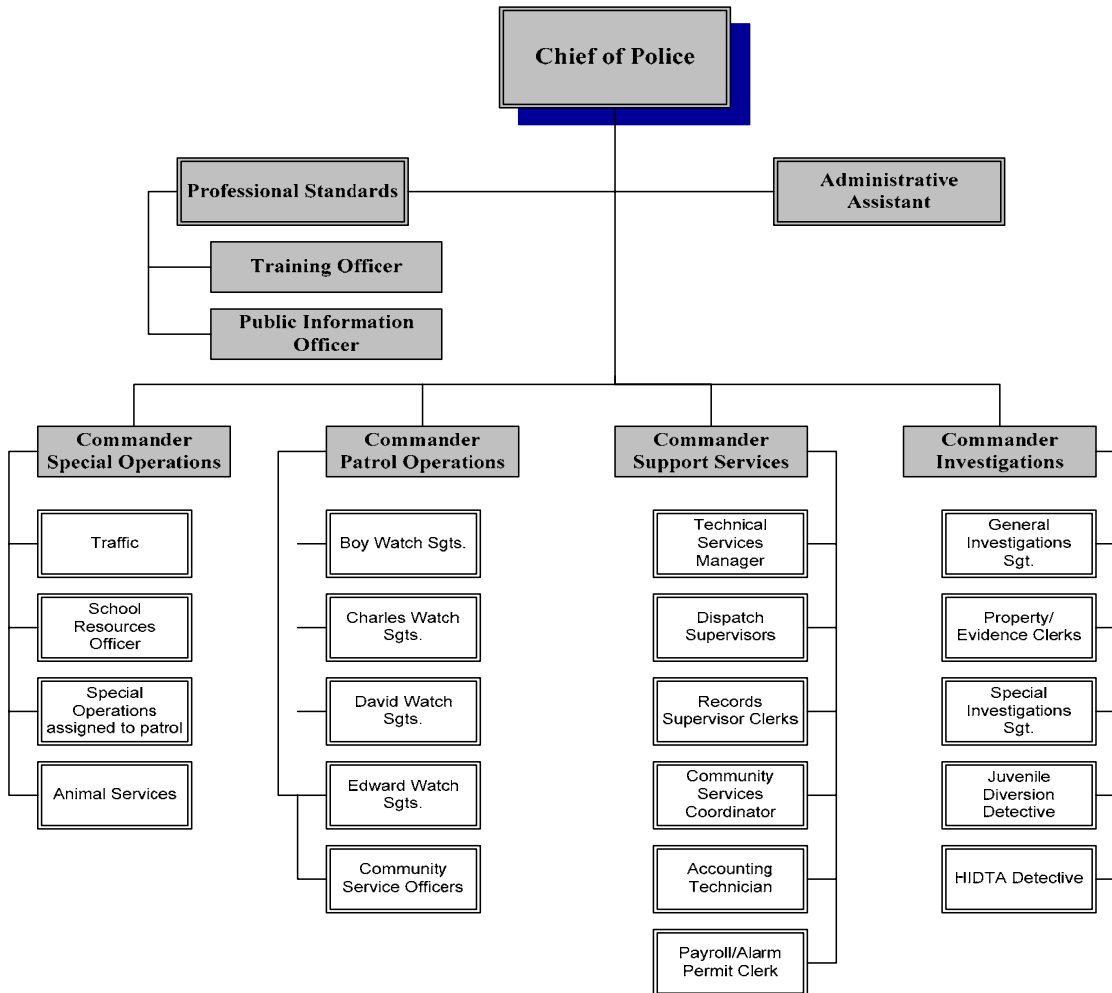 Chief of Police
Professional Standards
Administrative
Assistant
Training Officer
Public Information
Officer
Commander
Special Operations
Traffic
School
Resources
Officer
Special
Operations
assigned to patrol
Animal Services
Commander
Patrol Operations
Boy Watch Sgts.
Charles Watch
Sgts.
David Watch
Sgts.
Edward Watch
Sgts.
Community
Service Officers
Commander
Support Services
Technical
Services
Manager
Dispatch
Supervisors
Records
Supervisor Clerks
Community
Services
Coordinator
Accounting
Technician
Payroll/Alarm
Permit Clerk
Commander
Investigations
General
Investigations
Sgt.
Property/
Evidence Clerks
Special
Investigations
Sgt.
Juvenile
Diversion
Detective
HIDTA Detective